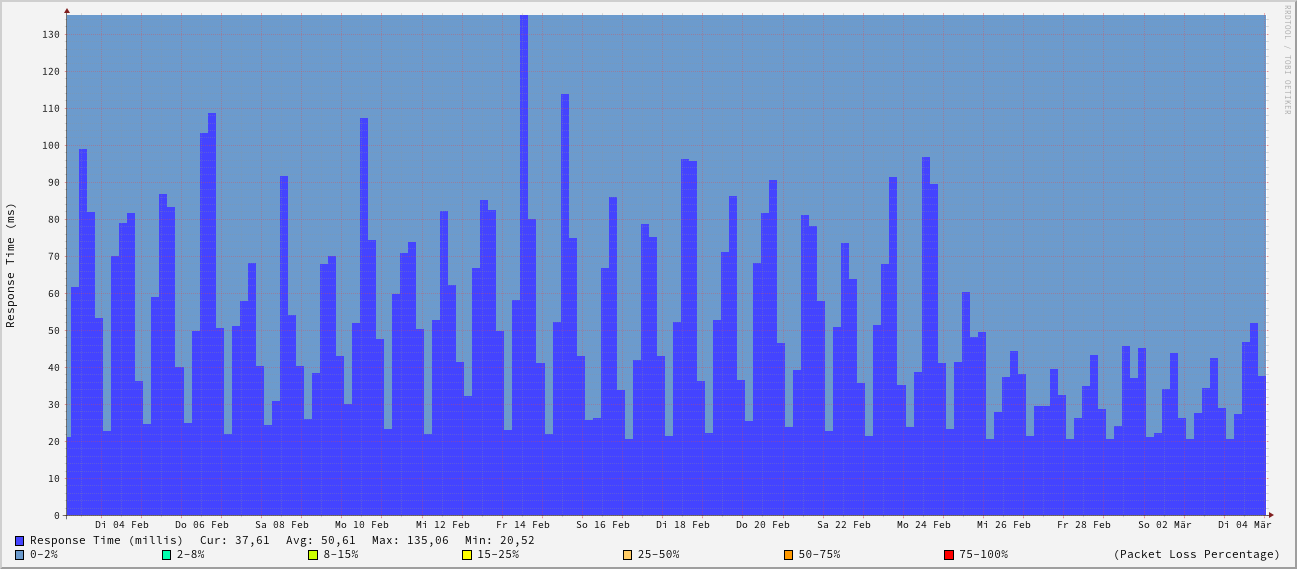 RRDTOOL / TOBI OETIKER
Response Time (ms)
130
120
110
100
90
80
70
60
50
40
30
20
10
0
Di 04 Feb Do 06 Feb Sa 08 Feb Mo 10 Feb Mi 12 Feb Fr 14 Feb So 16 Feb Di 18 Feb Do 20 Feb Sa 22 Feb Mo 24 Feb Mi 26 Feb Fr 28 Feb So 02 Mär Di 04 Mär
Response Time (millis) Cur: 37,61 Avg: 50,61 Max: 135,06 Min: 20,52
0-2% 2-8% 8-15% 15-25% 25-50% 50-75% 75-100% (Packet Loss Percentage)